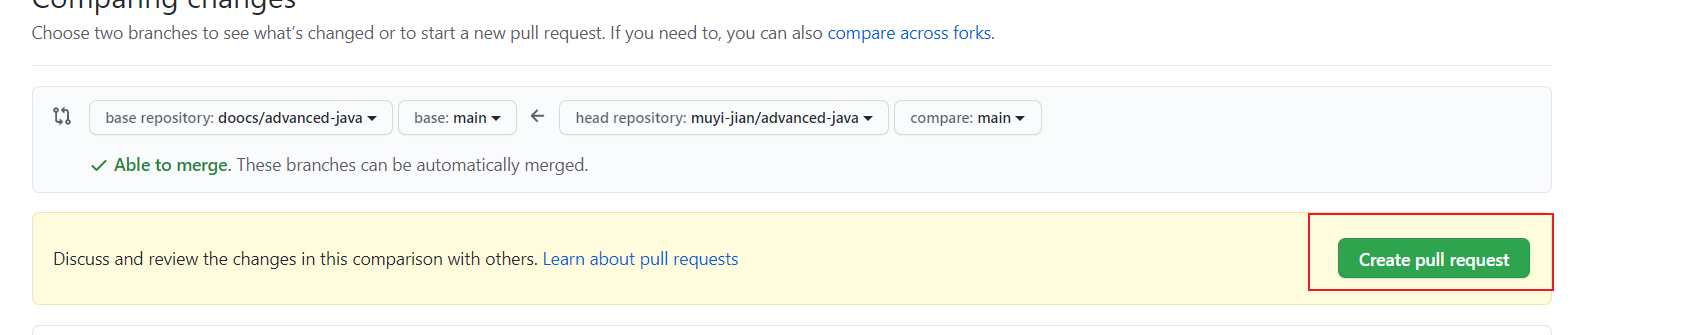 Comparing changes
Choose two branches to see what's changed or to start a new pull request. If you need to, you can also compare across forks.
base repository: doocs/advanced-java base: main head repository: muyi-jian/advanced-java compare: main
Able to merge. These branches can be automatically merged.
Discuss and review the changes in this comparison with others. Learn about pull requests
Create pull request